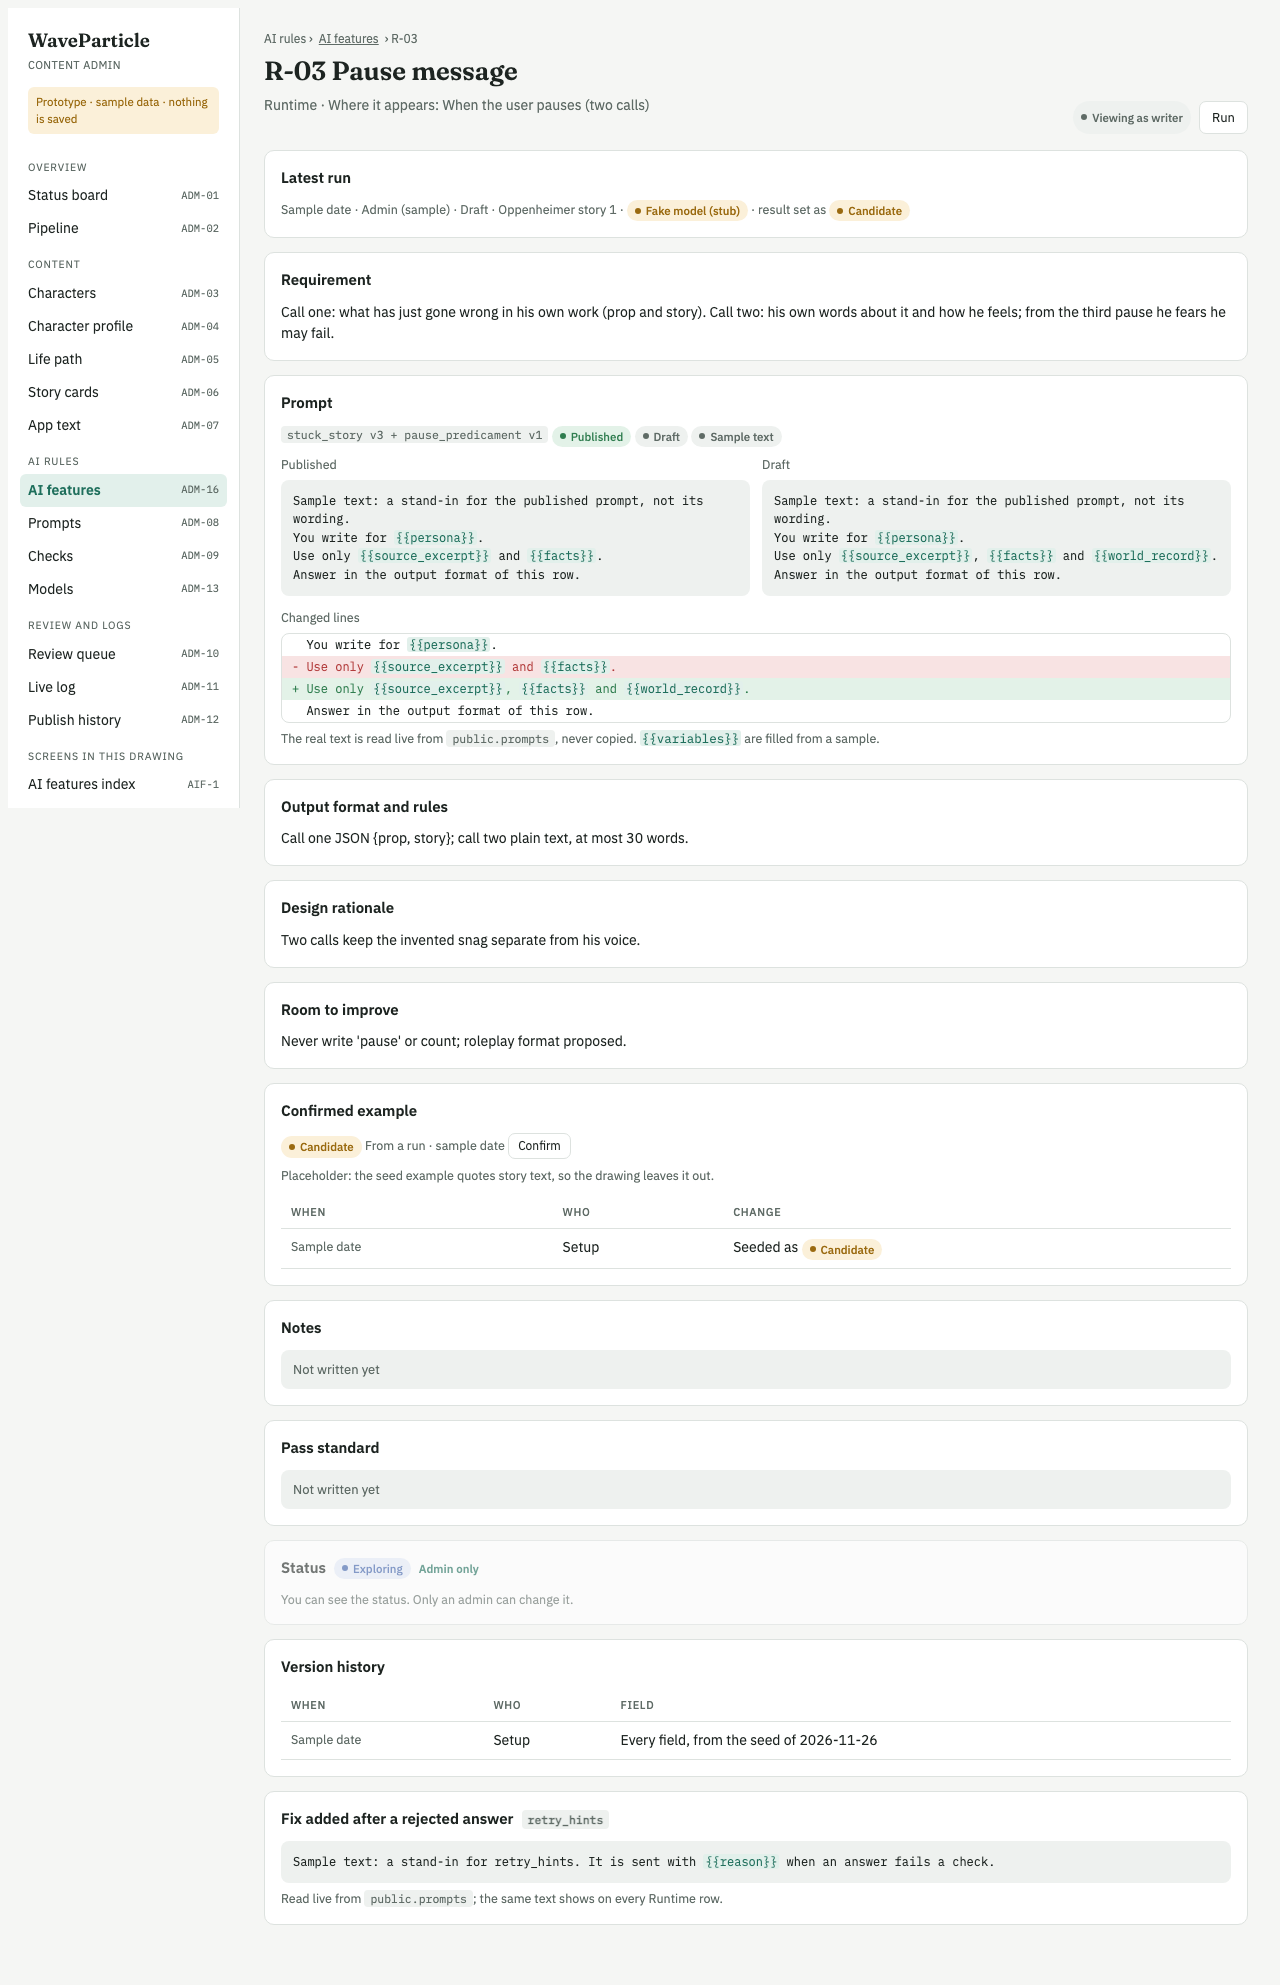 WaveParticle
CONTENT ADMIN
Prototype · sample data · nothing
is saved
OVERVIEW
Status board ADM-01
Pipeline ADM-02
CONTENT
Characters ADM-03
Character profile ADM-04
Life path ADM-05
Story cards ADM-06
App text ADM-07
AI RULES
AI features ADM-16
Prompts ADM-08
Checks ADM-09
Models ADM-13
REVIEW AND LOGS
Review queue ADM-10
Live log ADM-11
Publish history ADM-12
SCREENS IN THIS DRAWING
AI features index AIF-1
AI rules › AI features › R-03
R-03 Pause message
Runtime · Where it appears: When the user pauses (two calls)
Viewing as writer Run
Latest run
Sample date · Admin (sample) · Draft · Oppenheimer story 1 · Fake model (stub) · result set as Candidate
Requirement
Call one: what has just gone wrong in his own work (prop and story). Call two: his own words about it and how he feels; from the third pause he fears he
may fail.
Prompt
stuck_story v3 + pause_predicament v1 Published Draft Sample text
Published
Sample text: a stand-in for the published prompt, not its
wording.
You write for {{persona}}.
Use only {{source_excerpt}} and {{facts}}.
Answer in the output format of this row.
Draft
Sample text: a stand-in for the published prompt, not its
wording.
You write for {{persona}}.
Use only {{source_excerpt}}, {{facts}} and {{world_record}}.
Answer in the output format of this row.
Changed lines
You write for {{persona}}.
- Use only {{source_excerpt}} and {{facts}}.
+ Use only {{source_excerpt}}, {{facts}} and {{world_record}}.
Answer in the output format of this row.
The real text is read live from public.prompts, never copied. {{variables}} are filled from a sample.
Output format and rules
Call one JSON {prop, story}; call two plain text, at most 30 words.
Design rationale
Two calls keep the invented snag separate from his voice.
Room to improve
Never write 'pause' or count; roleplay format proposed.
Confirmed example
Candidate From a run · sample date Confirm
Placeholder: the seed example quotes story text, so the drawing leaves it out.
WHEN WHO CHANGE
Sample date Setup Seeded as Candidate
Notes
Not written yet
Pass standard
Not written yet
Status Exploring Admin only
You can see the status. Only an admin can change it.
Version history
WHEN WHO FIELD
Sample date Setup Every field, from the seed of 2026-11-26
Fix added after a rejected answer retry_hints
Sample text: a stand-in for retry_hints. It is sent with {{reason}} when an answer fails a check.
Read live from public.prompts; the same text shows on every Runtime row.